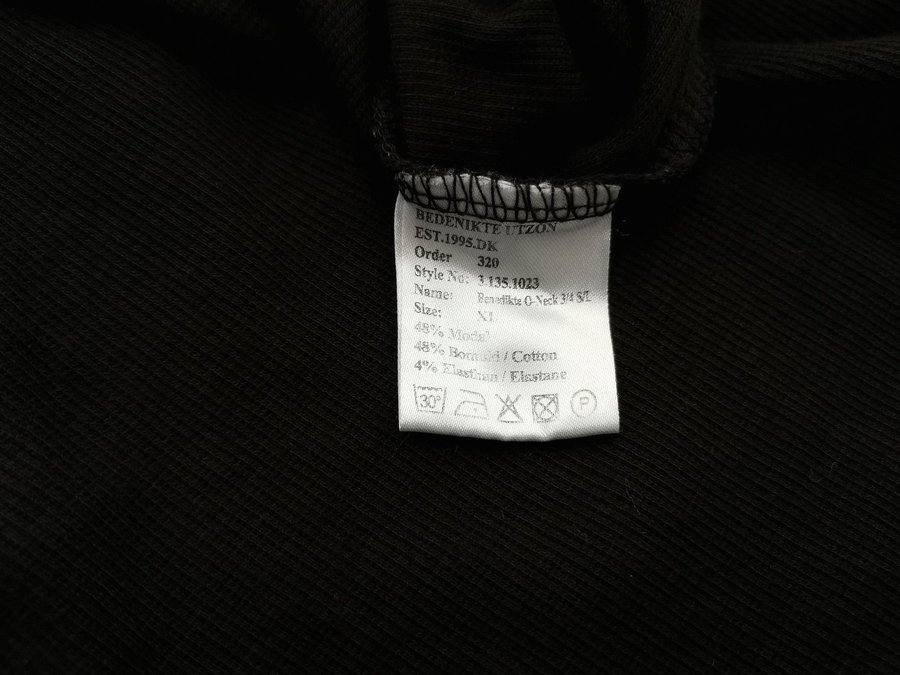 BEDENIKTE UTZON
EST.1995.DK
Order 320
Style No: 3.135.1023
Name: Benedikte O-Neck 3/4 S/L
Size: XL
48% Modal
48% Bomuld / Cotton
4% Elasthan / Elastane
30° P